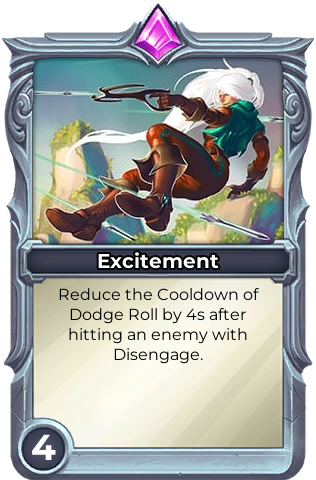 Excitement
Reduce the Cooldown of
Dodge Roll by 4s after
hitting an enemy with
Disengage.
4